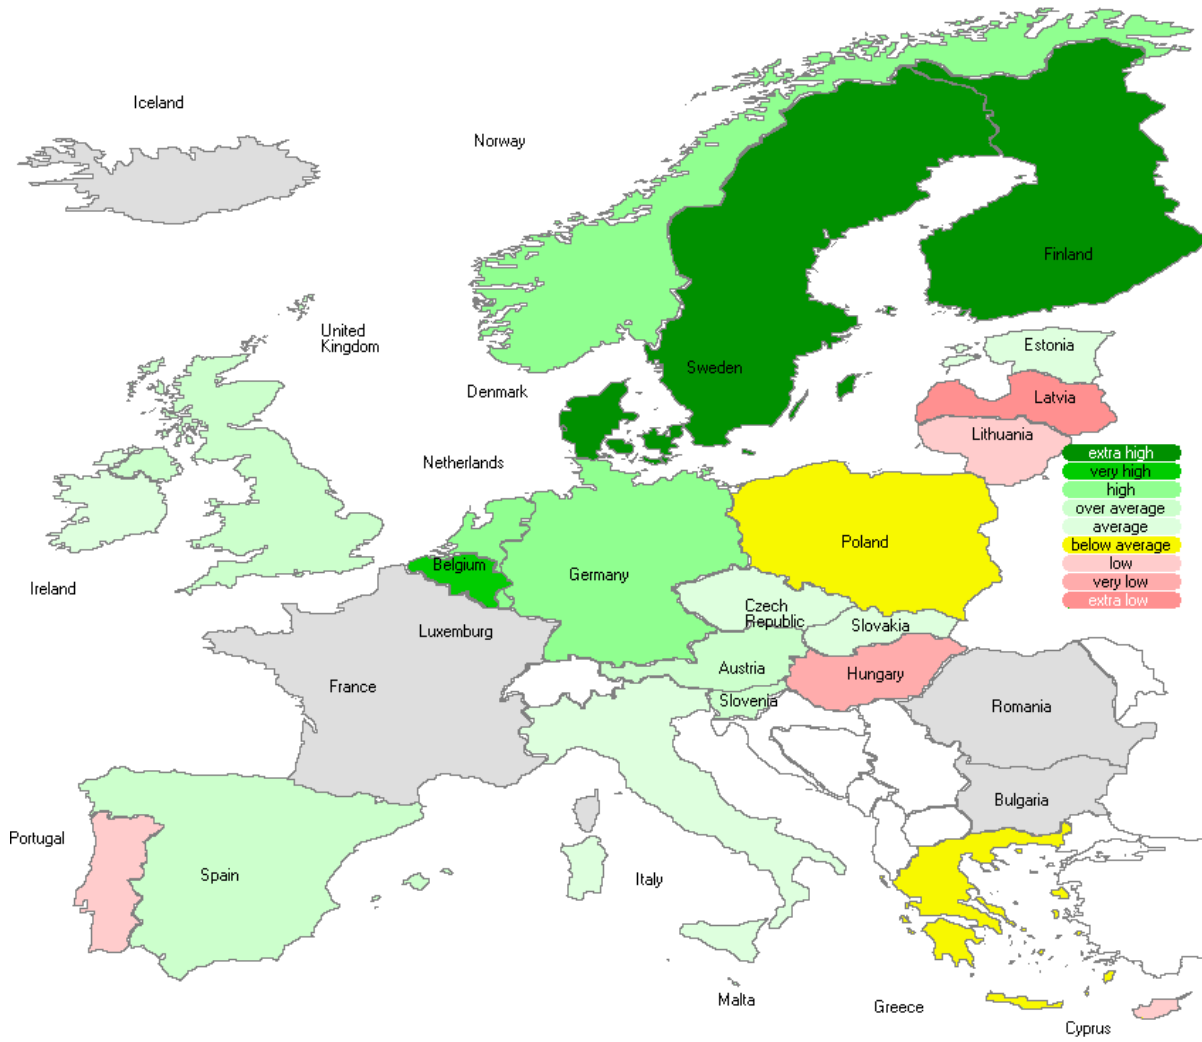 Iceland
Norway
Finland
United
Kingdom
Estonia
Sweden
Denmark
Latvia
Lithuania
Netherlands
extra high
very high
high
over average
average
below average
low
very low
extra low
Poland
Belgium
Germany
Ireland
Czech
Republic
Slovakia
Luxemburg
Austria
Hungary
France
Slovenia
Romania
Bulgaria
Portugal
Spain
Italy
Malta
Greece
Cyprus